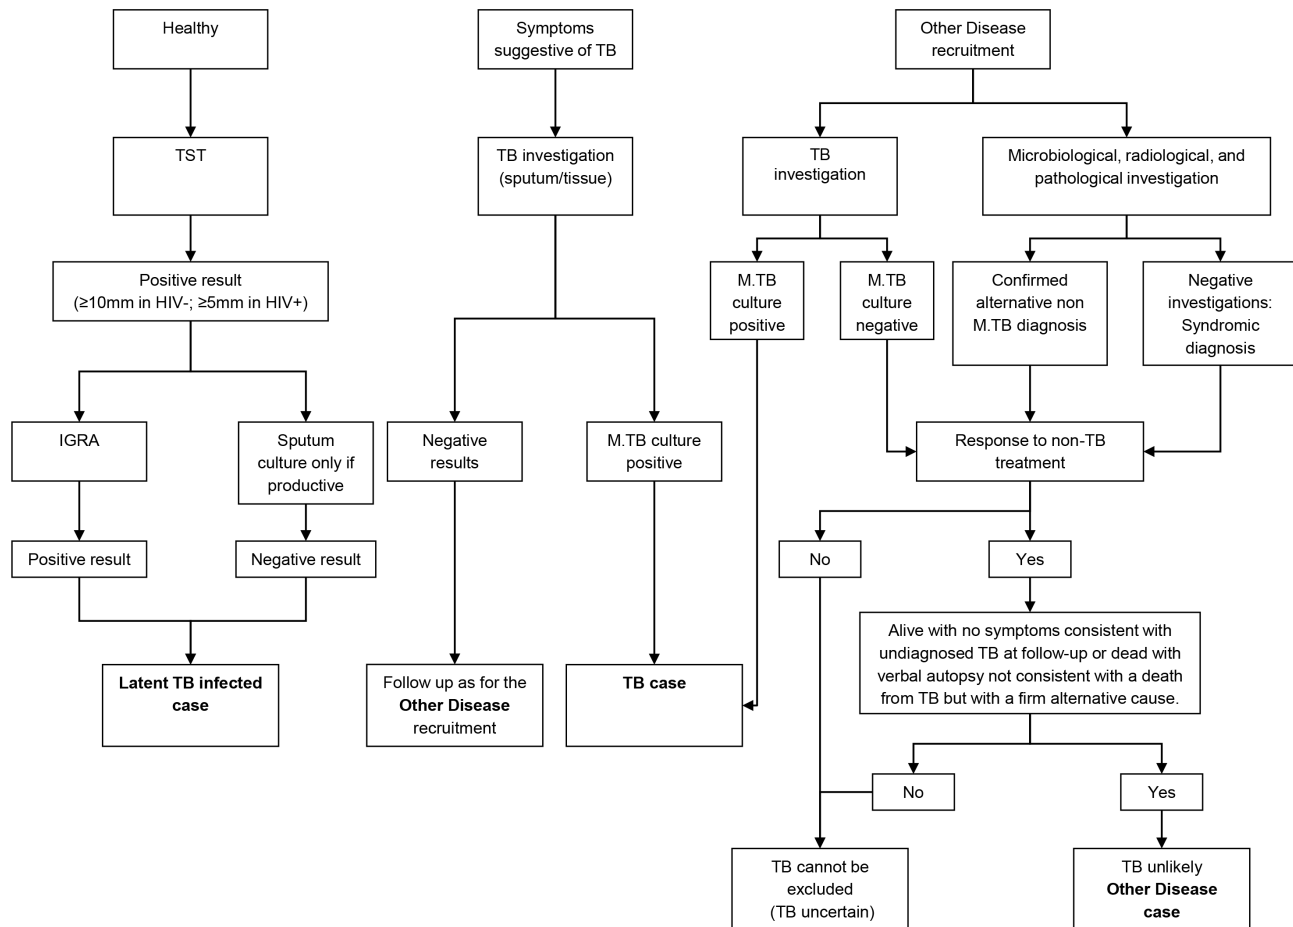 Healthy
TST
Positive result
(≥10mm in HIV-; ≥5mm in HIV+)
IGRA
Sputum
culture only if
productive
Positive result
Negative result
Latent TB infected
case
Symptoms
suggestive of TB
TB investigation
(sputum/tissue)
Negative
results
M.TB culture
positive
Follow up as for the
Other Disease
recruitment
TB case
Other Disease
recruitment
TB
investigation
Microbiological, radiological, and
pathological investigation
M.TB
culture
positive
M.TB
culture
negative
Confirmed
alternative non
M.TB diagnosis
Negative
investigations:
Syndromic
diagnosis
Response to non-TB
treatment
No
Yes
Alive with no symptoms consistent with
undiagnosed TB at follow-up or dead with
verbal autopsy not consistent with a death
from TB but with a firm alternative cause.
No
Yes
TB cannot be
excluded
(TB uncertain)
TB unlikely
Other Disease
case